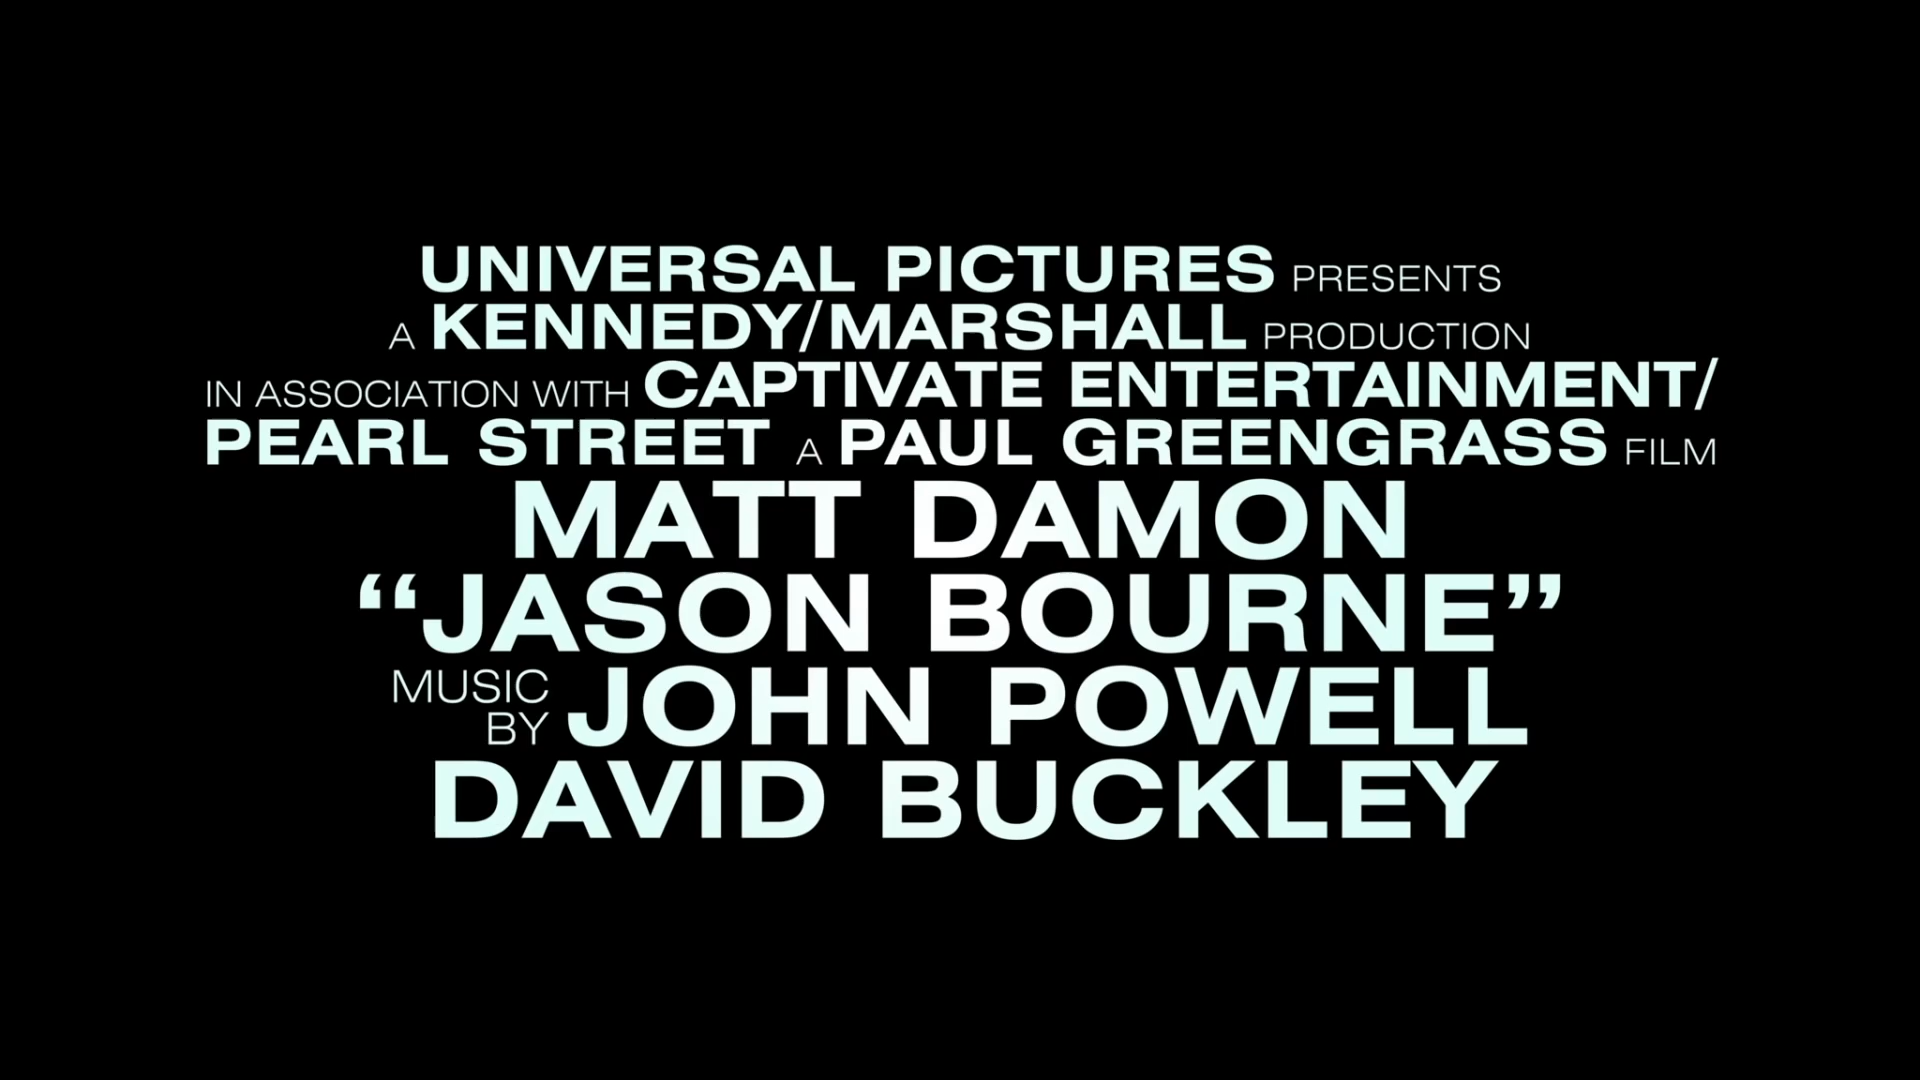 UNIVERSAL PICTURES PRESENTS
A KENNEDY/MARSHALL PRODUCTION
IN ASSOCIATION WITH CAPTIVATE ENTERTAINMENT/
PEARL STREET A PAUL GREENGRASS FILM
MATT DAMON
“JASON BOURNE”
MUSIC BY JOHN POWELL
DAVID BUCKLEY